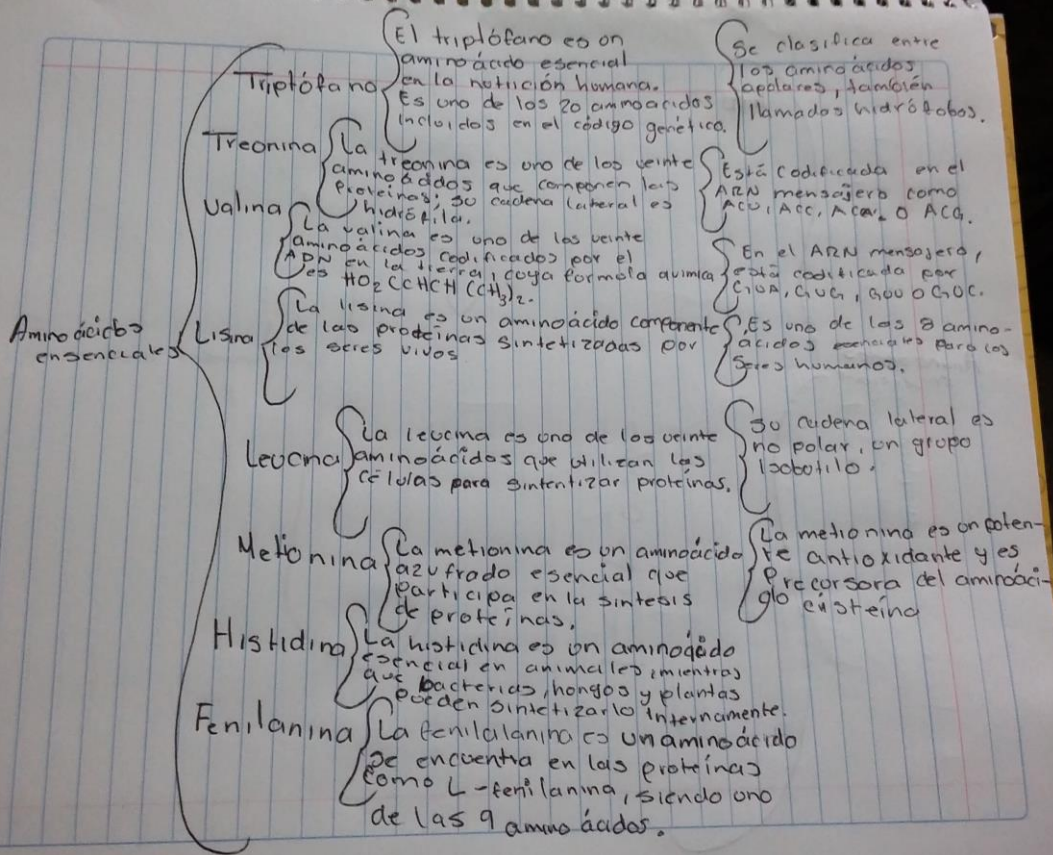 Aminoácidos
ensenciales
Triptófano
El triptófano es un
aminoácido esencial
en la nutrición humana.
Es uno de los 20 aminoácidos
incluidos en el código genético.
Se clasifica entre
los aminoácidos
apolares, también
llamados hidrófobos.
Treonina
La treonina es uno de los veinte
aminoácidos que componen las
proteínas; su cadena lateral es
hidrófila.
Está codificada en el
ARN mensajero como
ACU, ACC, ACA o ACG.
Valina
La valina es uno de los veinte
aminoácidos codificados por el
ADN en la tierra, cuya formula química
es HO2CCHCH(CH3)2.
En el ARN mensajero,
está codificada por
GUA, GUG, GUU o GUC.
Lisina
La lisina es un aminoácido componente
de las proteínas sintetizadas por
los seres vivos
Es uno de los 8 amino-
ácidos esenciales para los
seres humanos.
Leucina
La leucina es uno de los veinte
aminoácidos que utilizan las
células para sintentizar proteínas.
Su cadena lateral es
no polar, un grupo
Isobutilo.
Metionina
La metionina es un aminoácido
azufrado esencial que
participa en la sintesis
de proteínas.
La metionina es un poten-
te antioxidante y es
precursora del aminoáci-
do cisteína
Histidina
La histidina es un aminoácido
esencial en animales, mientras
que bacterias, hongos y plantas
pueden sintetizarlo internamente.
Fenilanina
La fenilalanina es un aminoácido
se encuentra en las proteínas
como L-fenilanina, siendo uno
de las 9 amino ácidos.